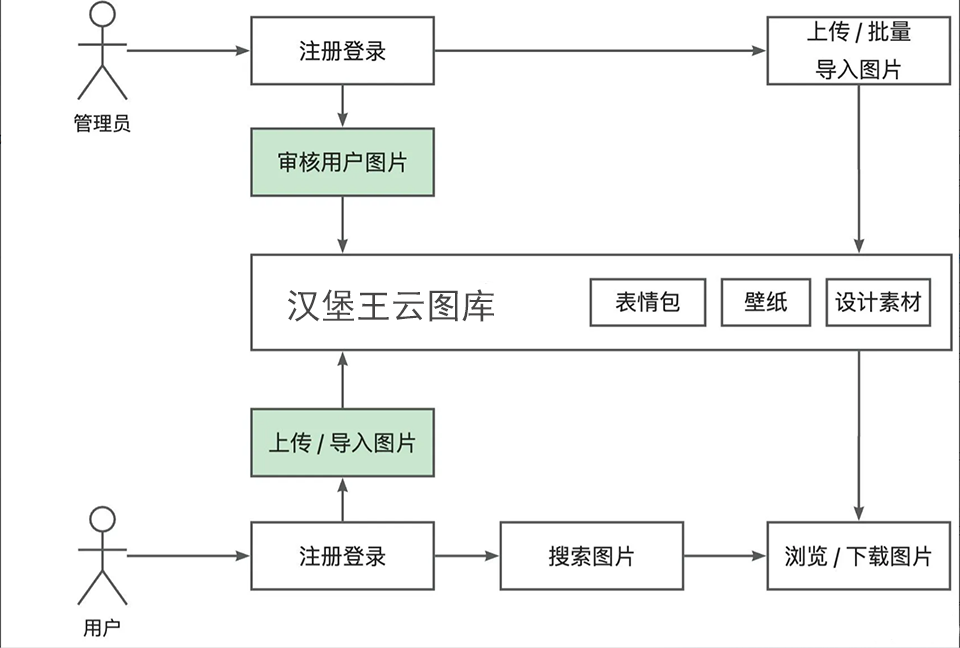 注册登录
上传 / 批量
导入图片
管理员
审核用户图片
汉堡王云图库
表情包
壁纸
设计素材
上传 / 导入图片
注册登录
搜索图片
浏览 / 下载图片
用户